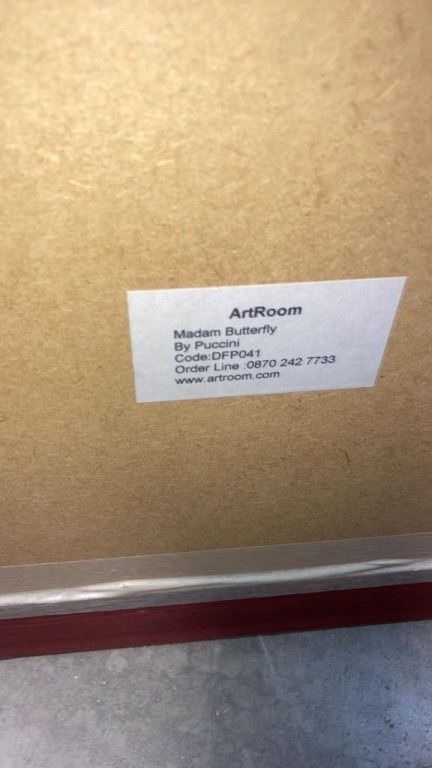 ArtRoom
Madam Butterfly
By Puccini
Code:DFP041
Order Line :0870 242 7733
www.artroom.com